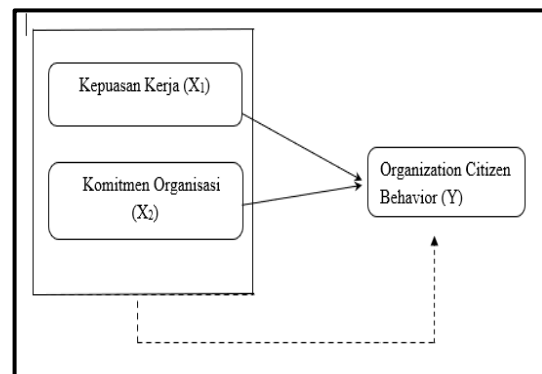 Kepuasan Kerja (X₁)
Komitmen Organisasi
(X₂)
Organization Citizen
Behavior (Y)